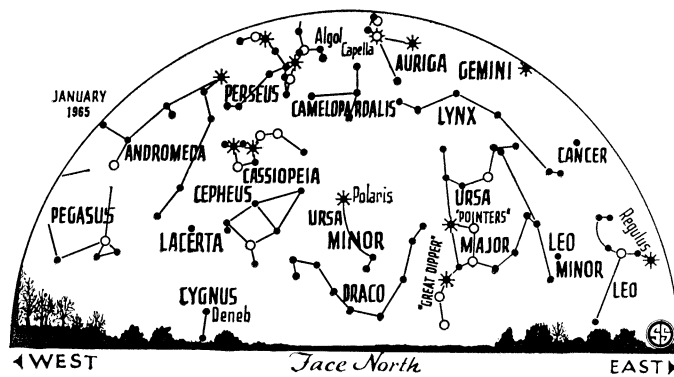 Algol
Capella
AURIGA
GEMINI
JANUARY
1965
PERSEUS
CAMELOPARDALIS
LYNX
ANDROMEDA
CASSIOPEIA
CANCER
CEPHEUS
Polaris
URSA
"POINTERS"
MAJOR
PEGASUS
LACERTA
URSA
MINOR
"GREAT DIPPER"
LEO
MINOR
Regulus
LEO
CYGNUS
Deneb
DRACO
SS
WEST
Face North
EAST